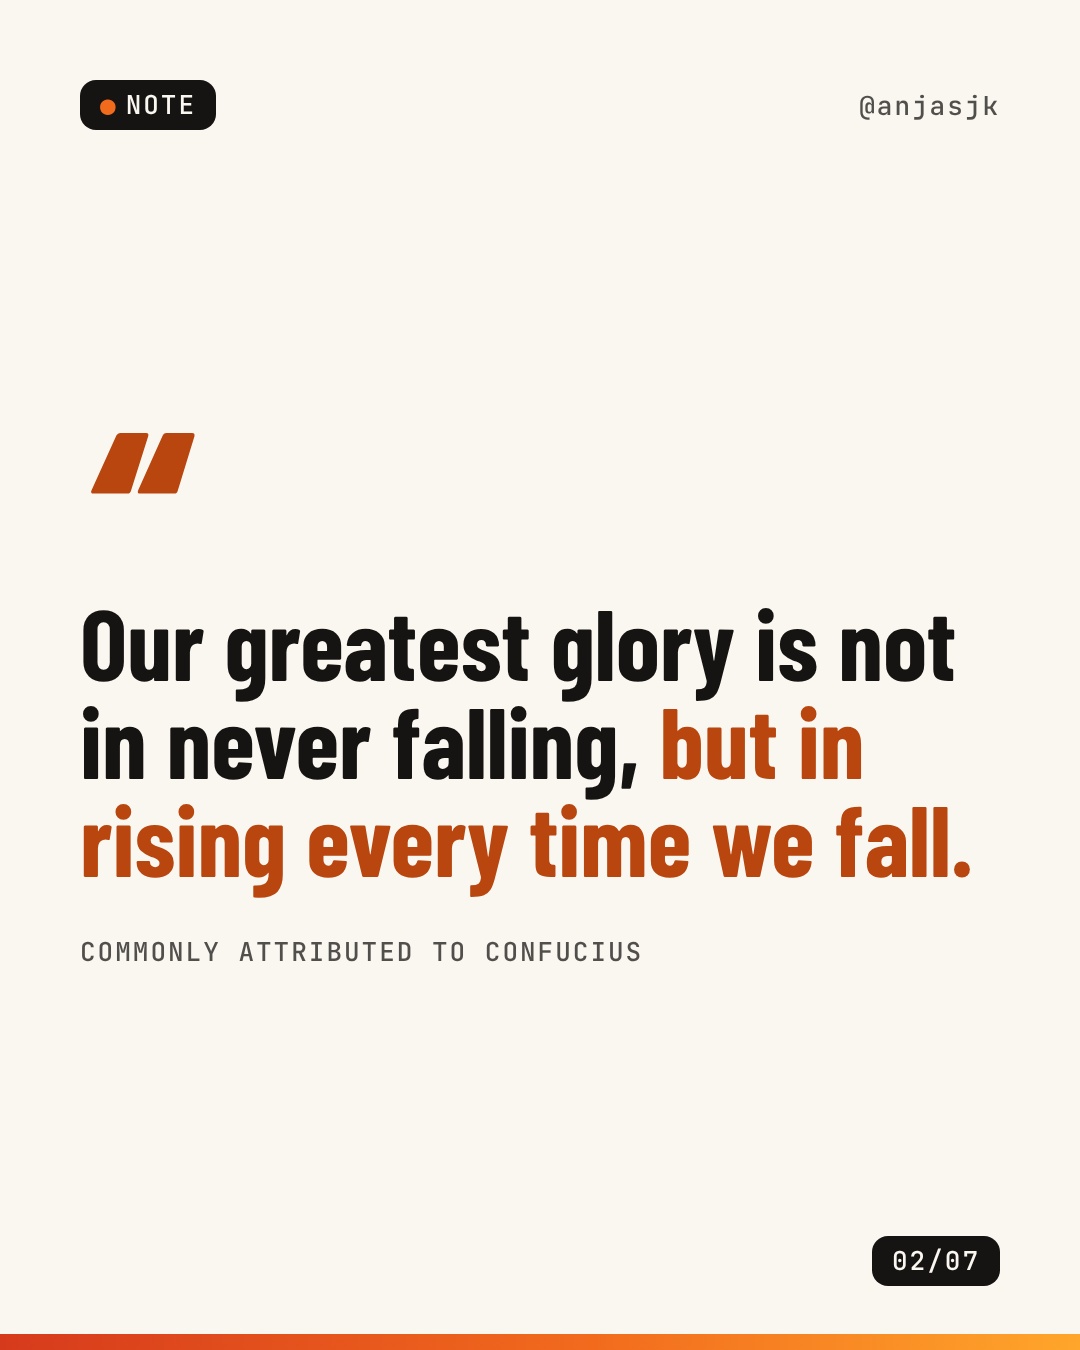 NOTE
@anjasjk
“
Our greatest glory is not
in never falling, but in
rising every time we fall.
COMMONLY ATTRIBUTED TO CONFUCIUS
02/07